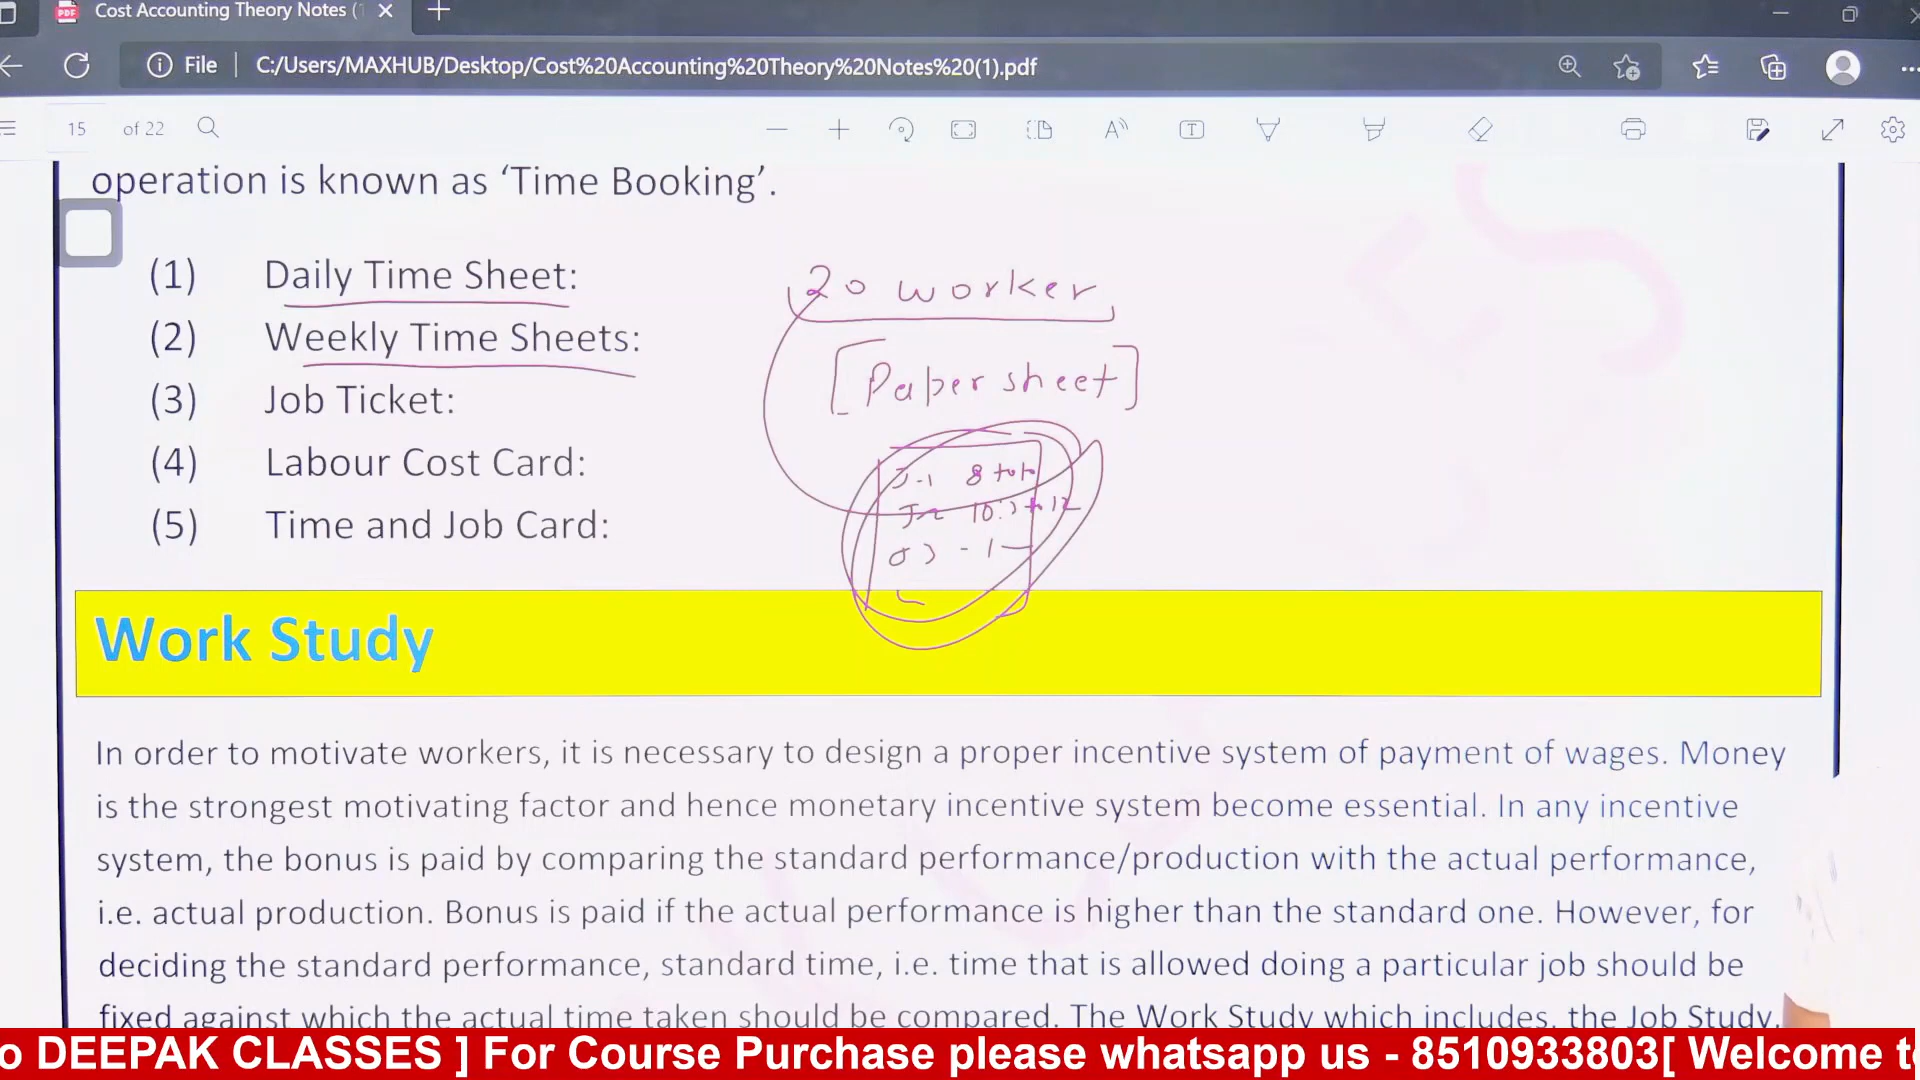 Cost Accounting Theory Notes (
File
C:/Users/MAXHUB/Desktop/Cost%20Accounting%20Theory%20Notes%20(1).pdf
15 of 22
operation is known as ‘Time Booking’.
(1) Daily Time Sheet:
(2) Weekly Time Sheets:
(3) Job Ticket:
(4) Labour Cost Card:
(5) Time and Job Card:
20 worker
[Paper sheet]
J-1 8 to 10
Work Study
In order to motivate workers, it is necessary to design a proper incentive system of payment of wages. Money
is the strongest motivating factor and hence monetary incentive system become essential. In any incentive
system, the bonus is paid by comparing the standard performance/production with the actual performance,
i.e. actual production. Bonus is paid if the actual performance is higher than the standard one. However, for
deciding the standard performance, standard time, i.e. time that is allowed doing a particular job should be
fixed against which the actual time taken should be compared. The Work Study which includes, the Job Study,
o DEEPAK CLASSES ] For Course Purchase please whatsapp us - 8510933803[ Welcome t